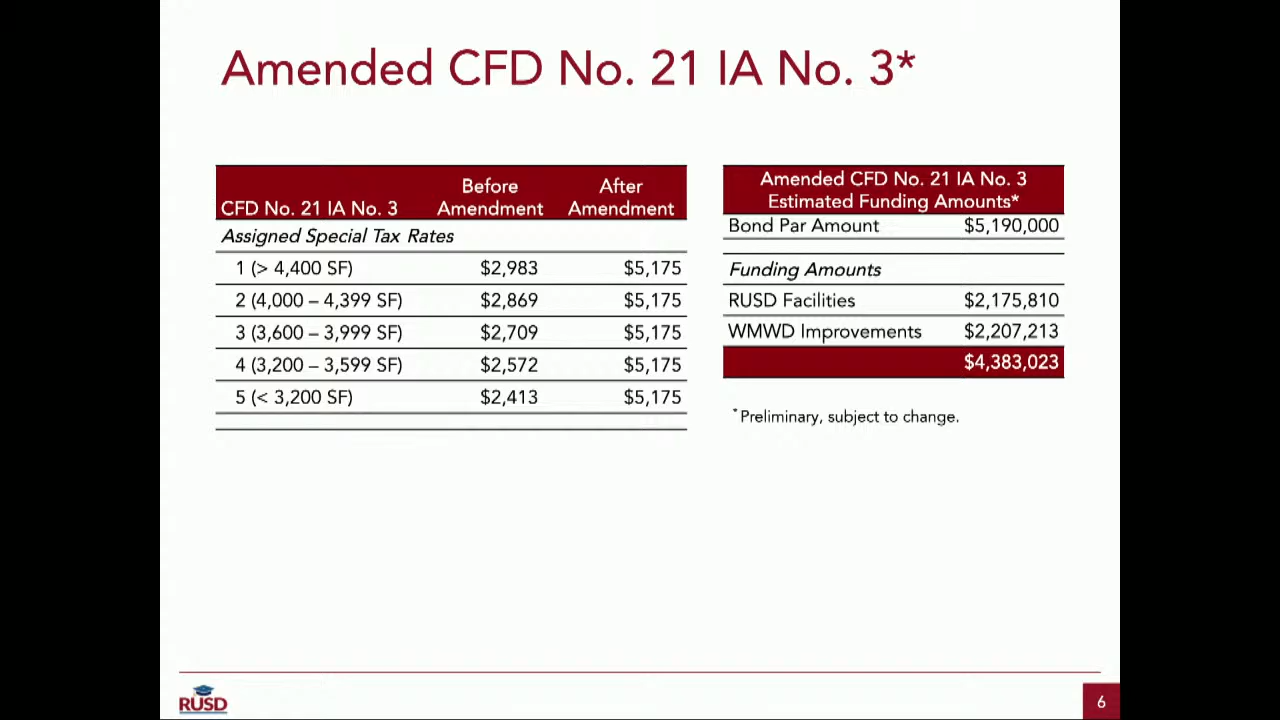 Amended CFD No. 21 IA No. 3*
CFD No. 21 IA No. 3 Before Amendment After Amendment
Assigned Special Tax Rates
1 (> 4,400 SF) $2,983 $5,175
2 (4,000 – 4,399 SF) $2,869 $5,175
3 (3,600 – 3,999 SF) $2,709 $5,175
4 (3,200 – 3,599 SF) $2,572 $5,175
5 (< 3,200 SF) $2,413 $5,175
Amended CFD No. 21 IA No. 3
Estimated Funding Amounts*
Bond Par Amount $5,190,000
Funding Amounts
RUSD Facilities $2,175,810
WMWD Improvements $2,207,213
$4,383,023
*Preliminary, subject to change.
RUSD
6